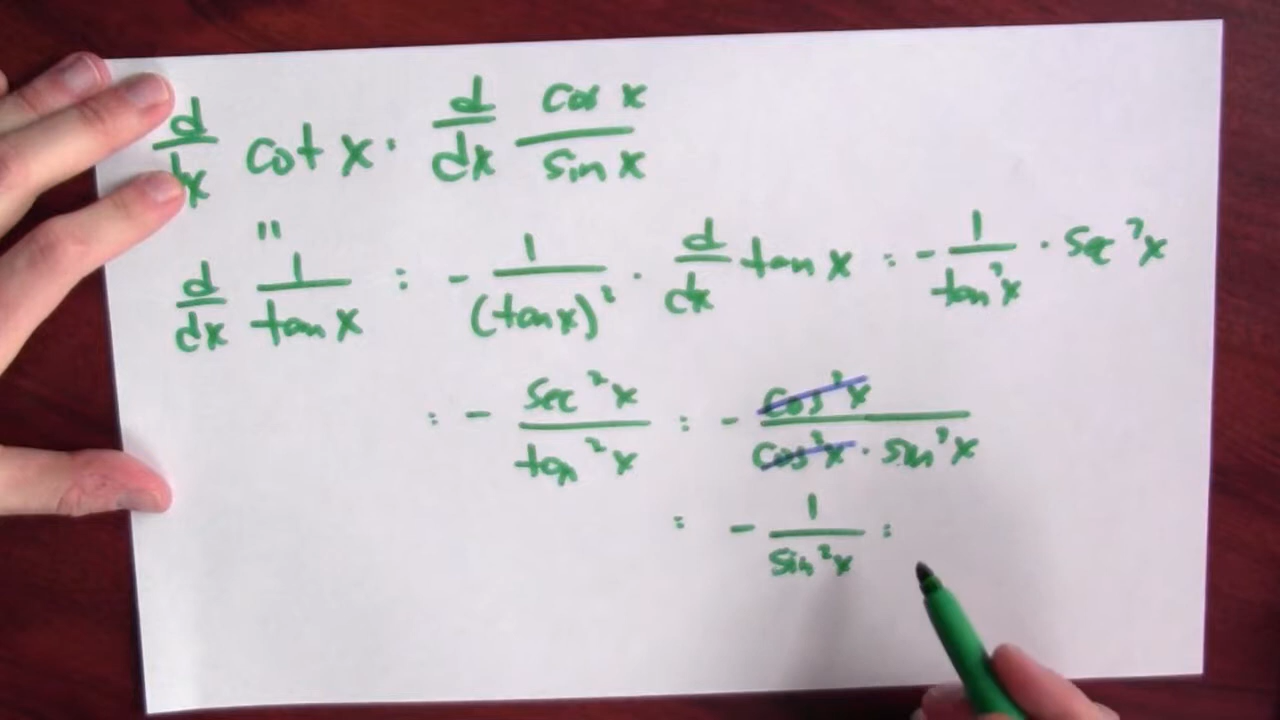 d/dx cot x = d/dx cos x / sin x
"
d/dx 1/tan x = - 1/(tan x)² · d/dx tan x = - 1/tan²x · sec²x
= - sec²x / tan²x = - cos²x / cos²x · sin²x
= - 1/sin²x =